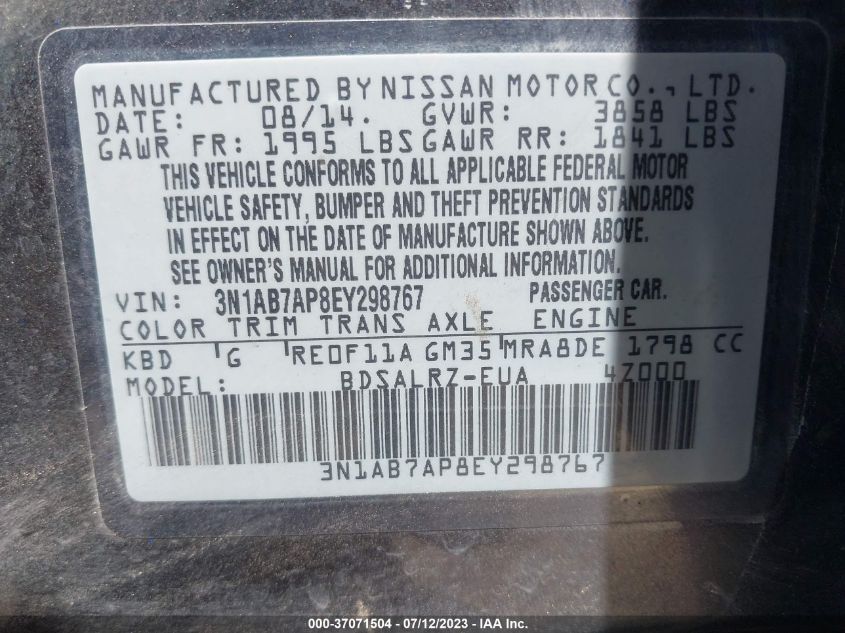 MANUFACTURED BY NISSAN MOTOR CO., LTD.
DATE: 08/14. GVWR: 3858 LBS
GAWR FR: 1995 LBS GAWR RR: 1841 LBS
THIS VEHICLE CONFORMS TO ALL APPLICABLE FEDERAL MOTOR
VEHICLE SAFETY, BUMPER AND THEFT PREVENTION STANDARDS
IN EFFECT ON THE DATE OF MANUFACTURE SHOWN ABOVE.
SEE OWNER'S MANUAL FOR ADDITIONAL INFORMATION.
VIN: 3N1AB7AP8EY298767 PASSENGER CAR.
COLOR TRIM TRANS AXLE ENGINE
KBD G RE0F11A GM35 MRA8DE 1798 CC
MODEL: BDSALRZ-EUA 4Z000
3N1AB7AP8EY298767
000-37071504 - 07/12/2023 - IAA Inc.